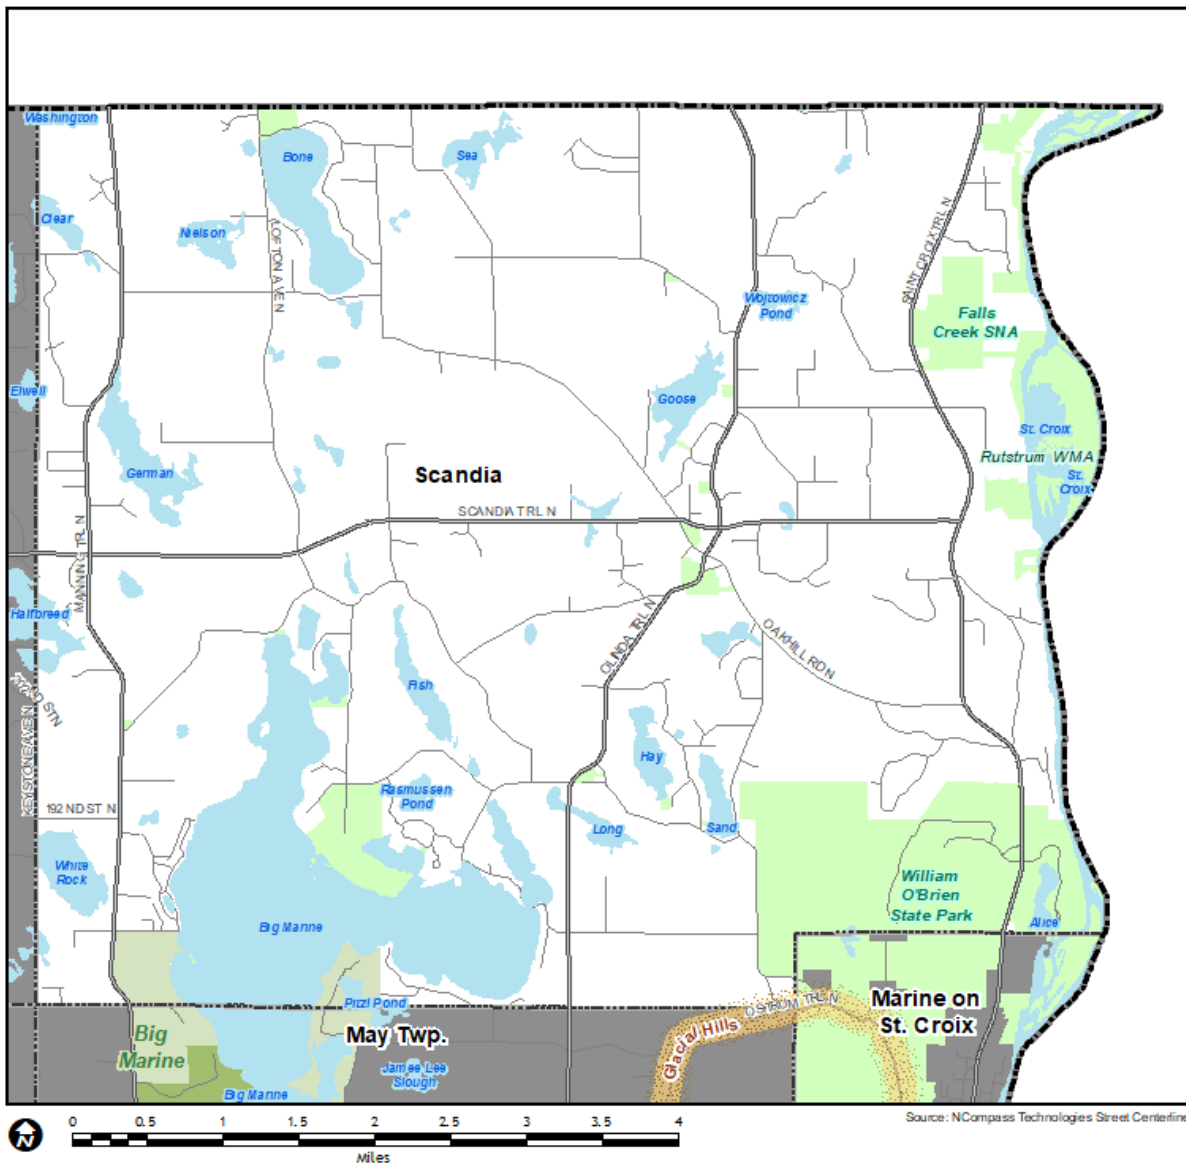 Washington
Bone
Sea
Clear
Nielson
LOFTON AVE N
SAINT CROIX TRL N
Wojtowicz
Pond
Falls
Creek SNA
Elwell
Goose
St. Croix
Rutstrum WMA
St.
Croix
German
Scandia
SCANDIA TRL N
MANNING TRL N
Halfbreed
OLINDA TRL N
OAKHILL RD N
Fish
KEYSTONE AVE N
Hay
Rasmussen
Pond
192ND ST N
Long
Sand
White
Rock
William
O'Brien
State Park
Big Marine
Alice
Pitzl Pond
OSTRUM TRL N
Marine on
St. Croix
Big
Marine
May Twp.
Glacial Hills
Jamee Lee
Slough
Big Marine
N
0 0.5 1 1.5 2 2.5 3 3.5 4
Miles
Source: NCompass Technologies Street Centerline